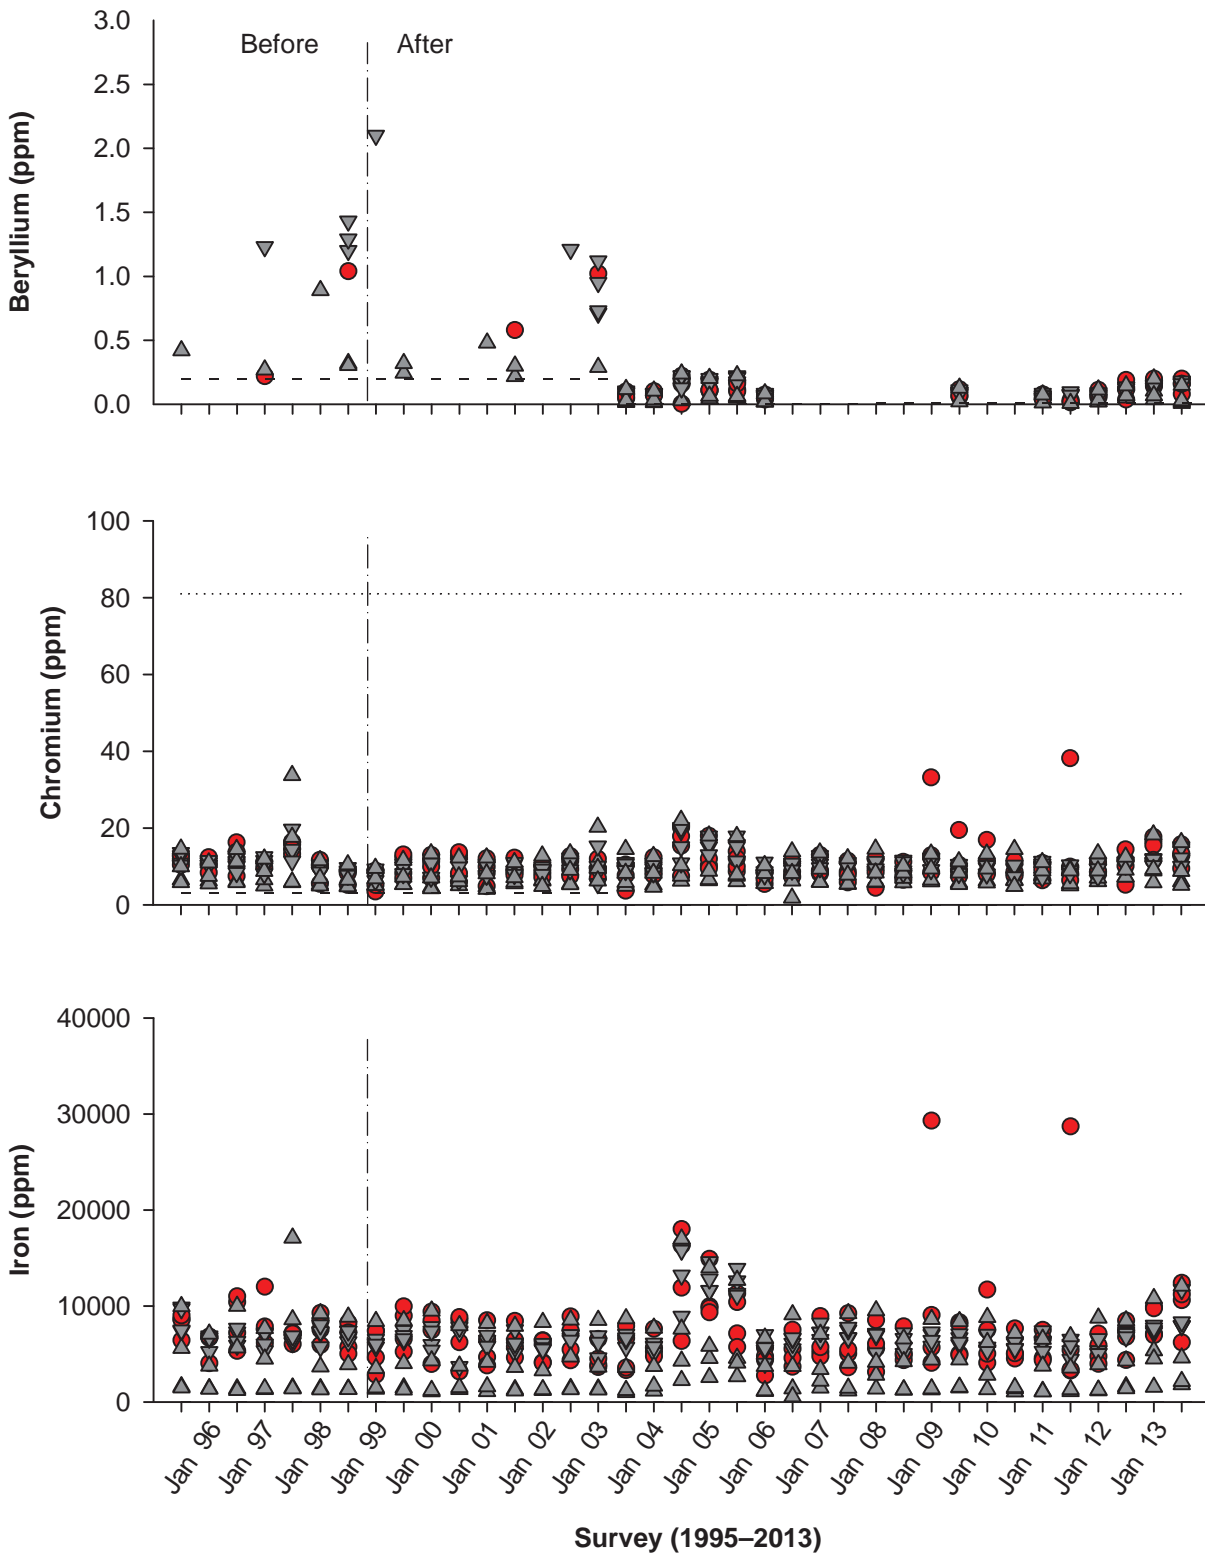 Before After
Beryllium (ppm)
3.0
2.5
2.0
1.5
1.0
0.5
0.0
Chromium (ppm)
100
80
60
40
20
0
Iron (ppm)
40000
30000
20000
10000
0
Jan 96
Jan 97
Jan 98
Jan 99
Jan 00
Jan 01
Jan 02
Jan 03
Jan 04
Jan 05
Jan 06
Jan 07
Jan 08
Jan 09
Jan 10
Jan 11
Jan 12
Jan 13
Survey (1995–2013)